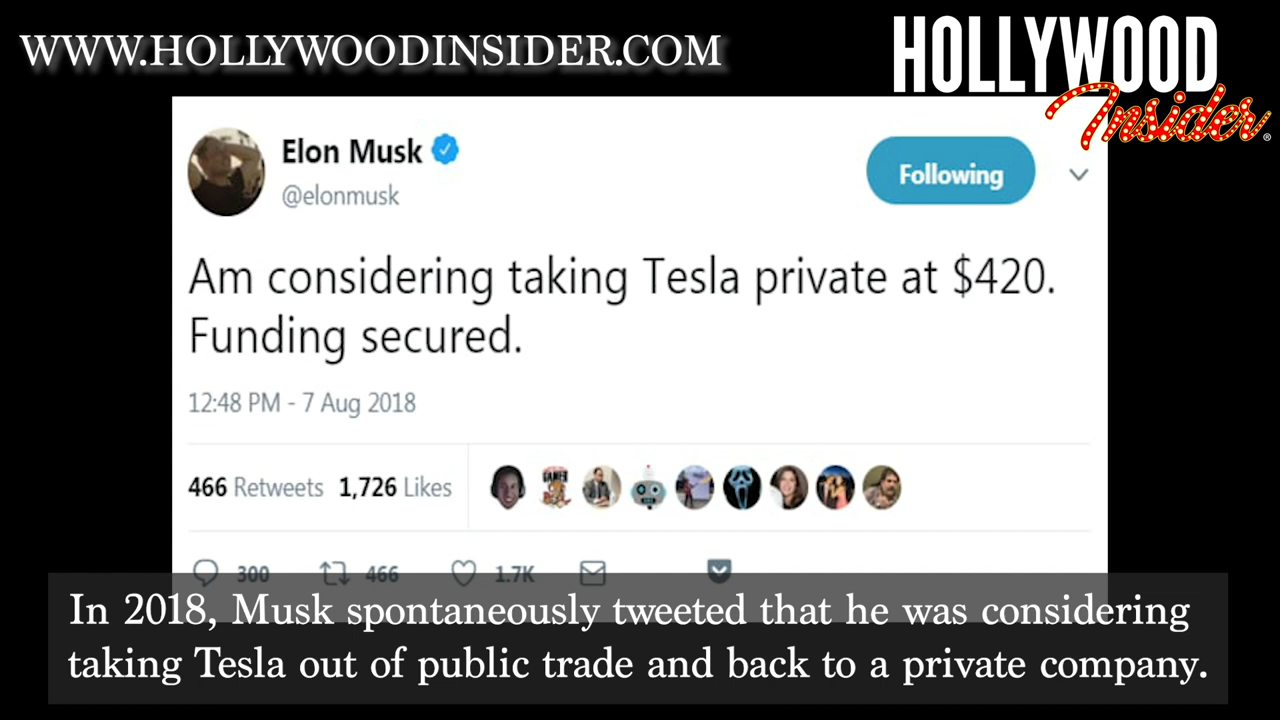 WWW.HOLLYWOODINSIDER.COM
HOLLYWOOD
Insider®
Elon Musk
@elonmusk
Following
Am considering taking Tesla private at $420.
Funding secured.
12:48 PM - 7 Aug 2018
466 Retweets 1,726 Likes
300 466 1.7K
In 2018, Musk spontaneously tweeted that he was considering
taking Tesla out of public trade and back to a private company.